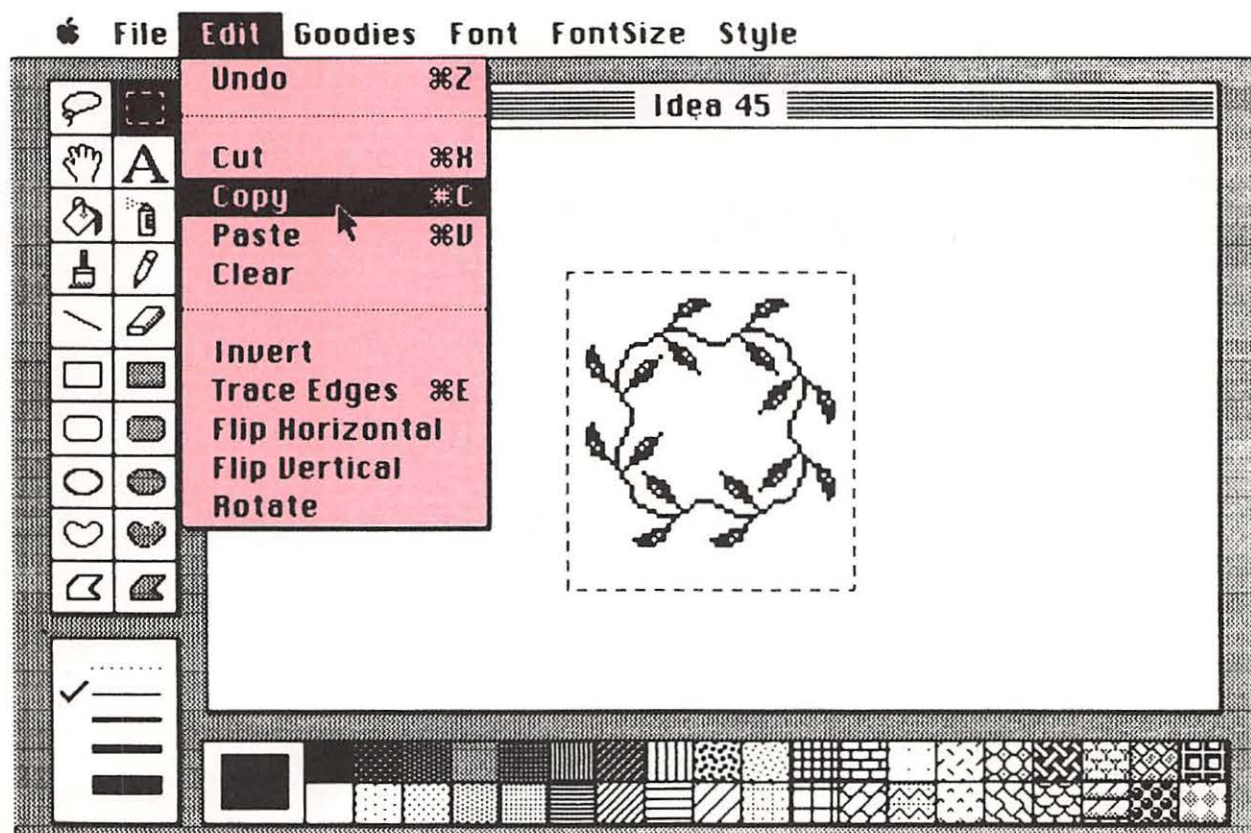 File Edit Goodies Font FontSize Style
Idea 45
Undo ⌘Z
Cut ⌘X
Copy ⌘C
Paste ⌘V
Clear
Invert
Trace Edges ⌘E
Flip Horizontal
Flip Vertical
Rotate
A